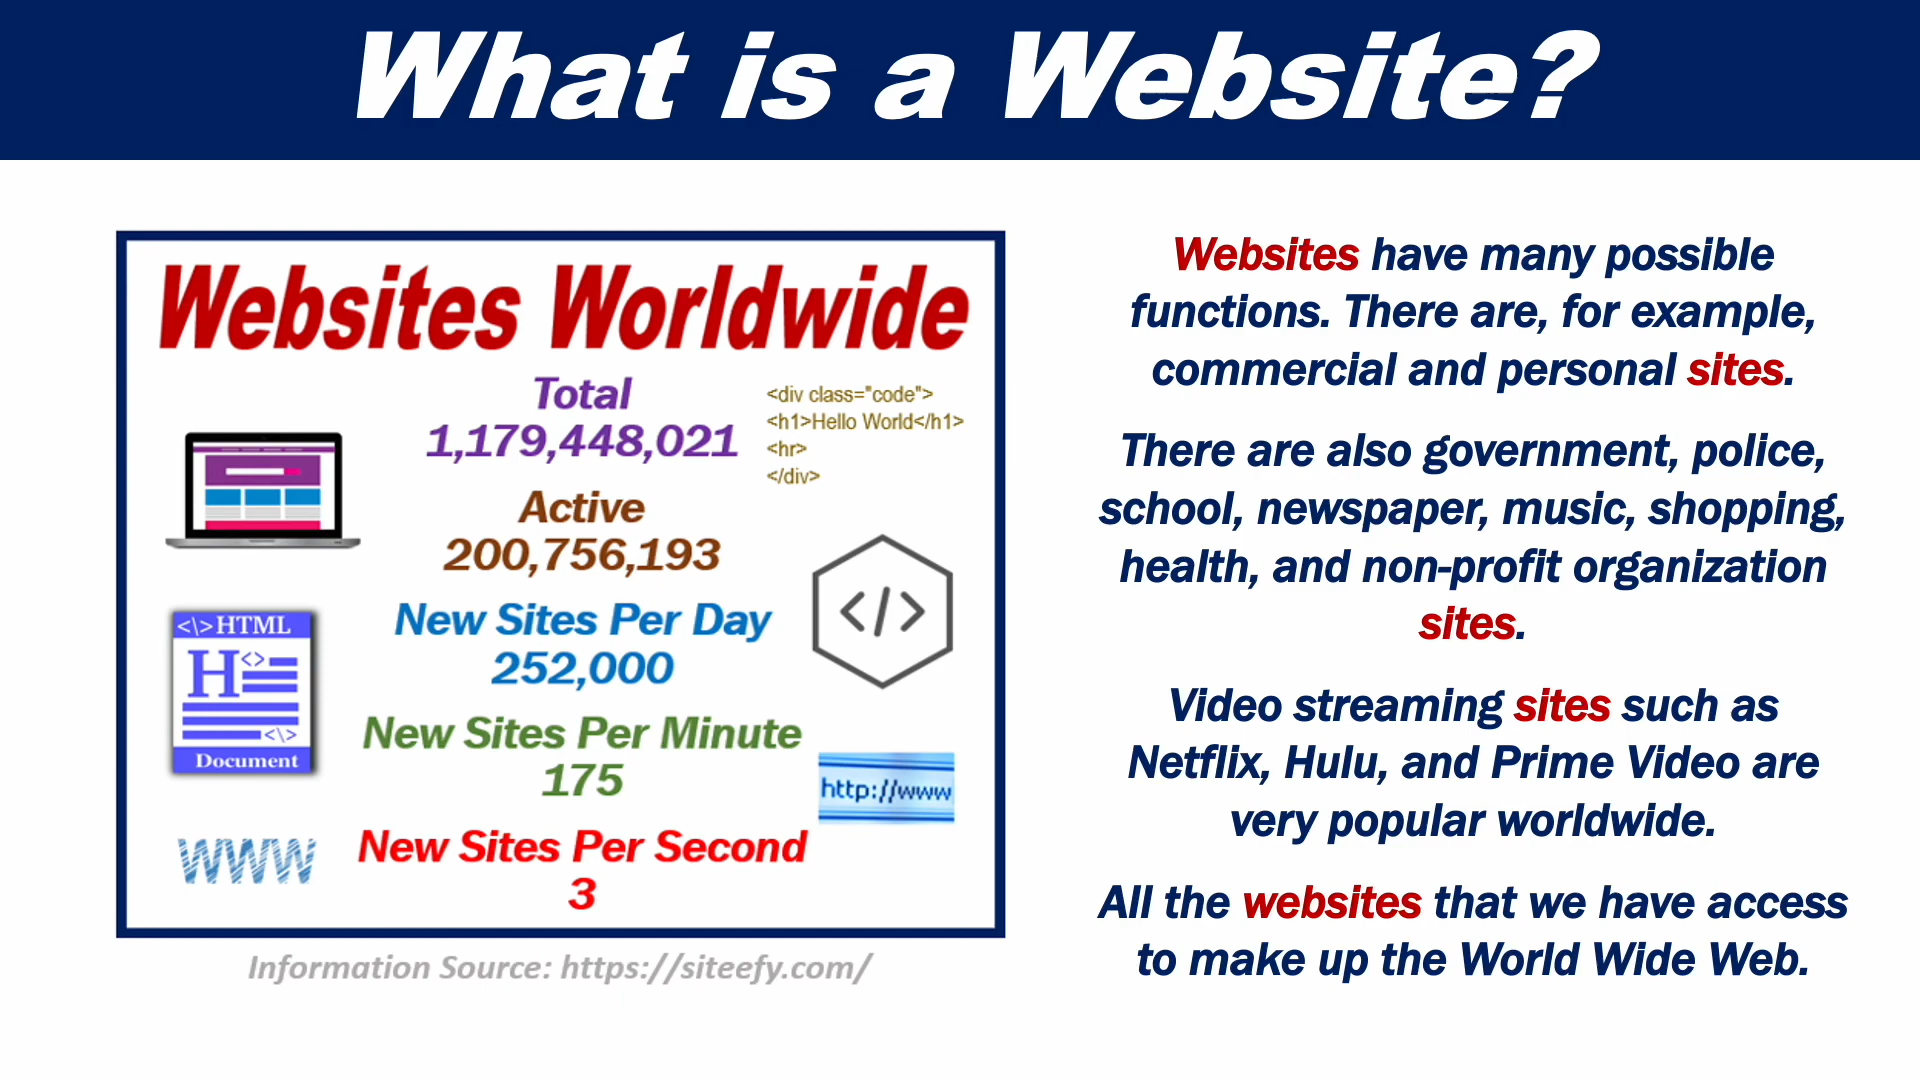 What is a Website?
Websites Worldwide
Total
1,179,448,021
Active
200,756,193
New Sites Per Day
252,000
New Sites Per Minute
175
New Sites Per Second
3
<div class="code">
<h1>Hello World</h1>
<hr>
</div>
</>
<\>HTML
H<>
<\>
Document
http://www
WWW
Information Source: https://siteefy.com/
Websites have many possible
functions. There are, for example,
commercial and personal sites.
There are also government, police,
school, newspaper, music, shopping,
health, and non-profit organization
sites.
Video streaming sites such as
Netflix, Hulu, and Prime Video are
very popular worldwide.
All the websites that we have access
to make up the World Wide Web.